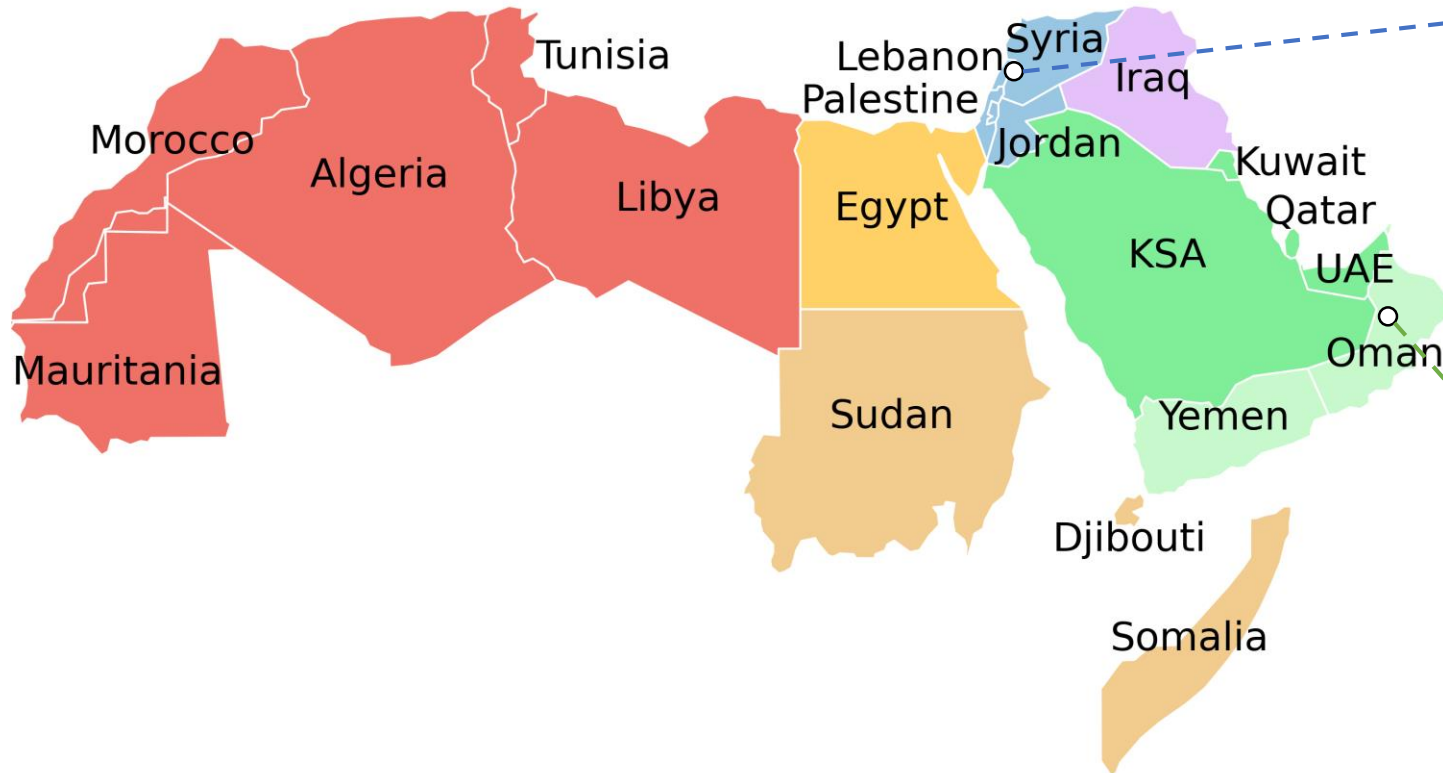 Tunisia
Syria
Lebanon
Iraq
Palestine
Morocco
Jordan
Kuwait
Algeria
Libya
Egypt
Qatar
KSA
UAE
Mauritania
Oman
Sudan
Yemen
Djibouti
Somalia